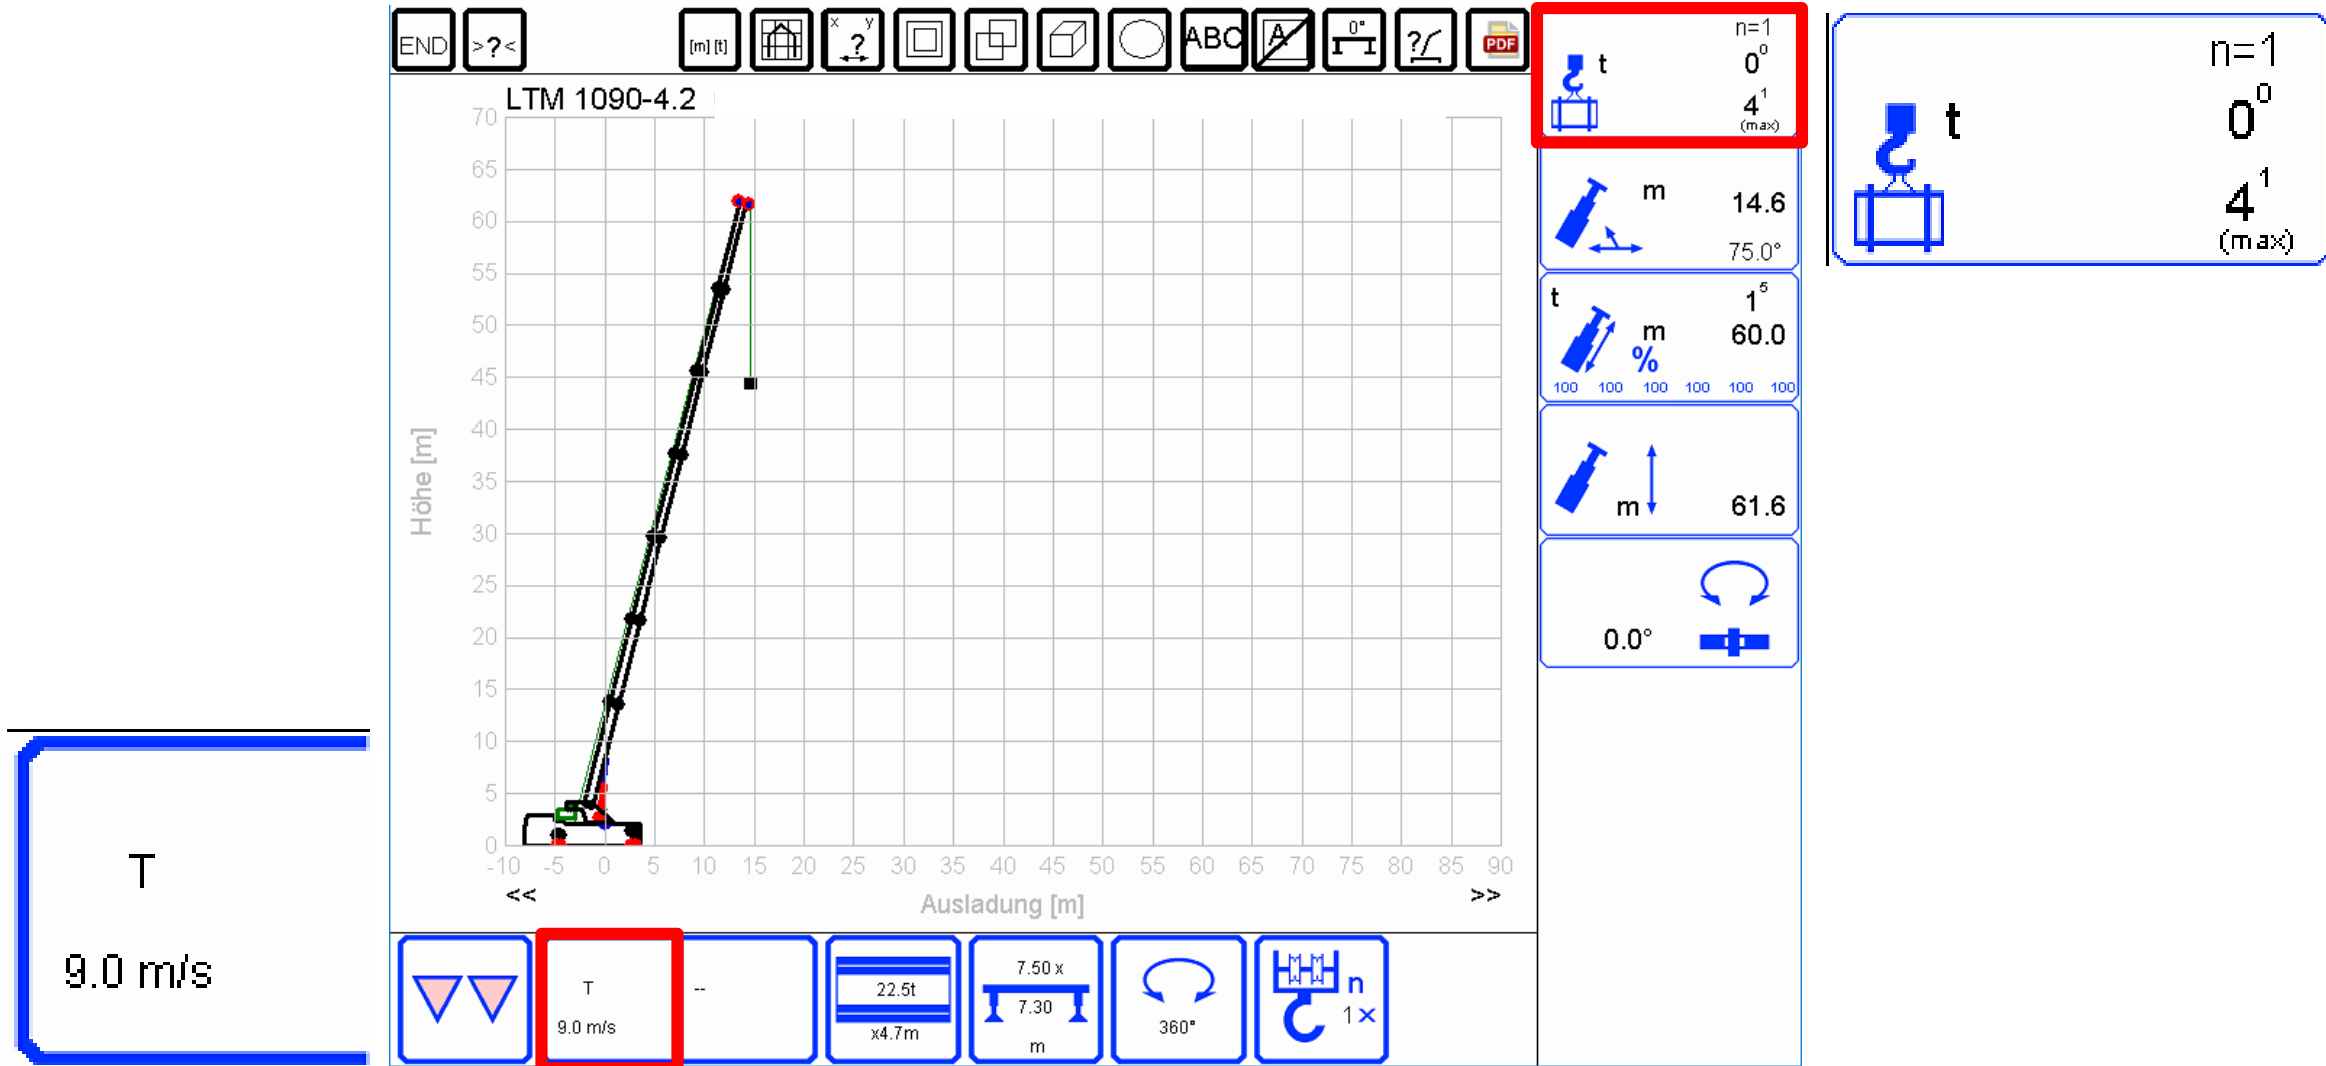 END
>?<
[m] [t]
x y
?
ABC
A
0°
?
PDF
n=1
t 0⁰
4¹
(max)
n=1
t 0⁰
4¹
(max)
LTM 1090-4.2
70
65
60
55
50
45
40
35
30
25
20
15
10
5
0
Höhe [m]
-10 -5 0 5 10 15 20 25 30 35 40 45 50 55 60 65 70 75 80 85 90
<< >>
Ausladung [m]
m 14.6
75.0°
t 1⁵
m 60.0
%
100 100 100 100 100 100
m 61.6
0.0°
T
9.0 m/s
T
9.0 m/s
--
22.5t
x4.7m
7.50 x
7.30
m
360°
n
1 x